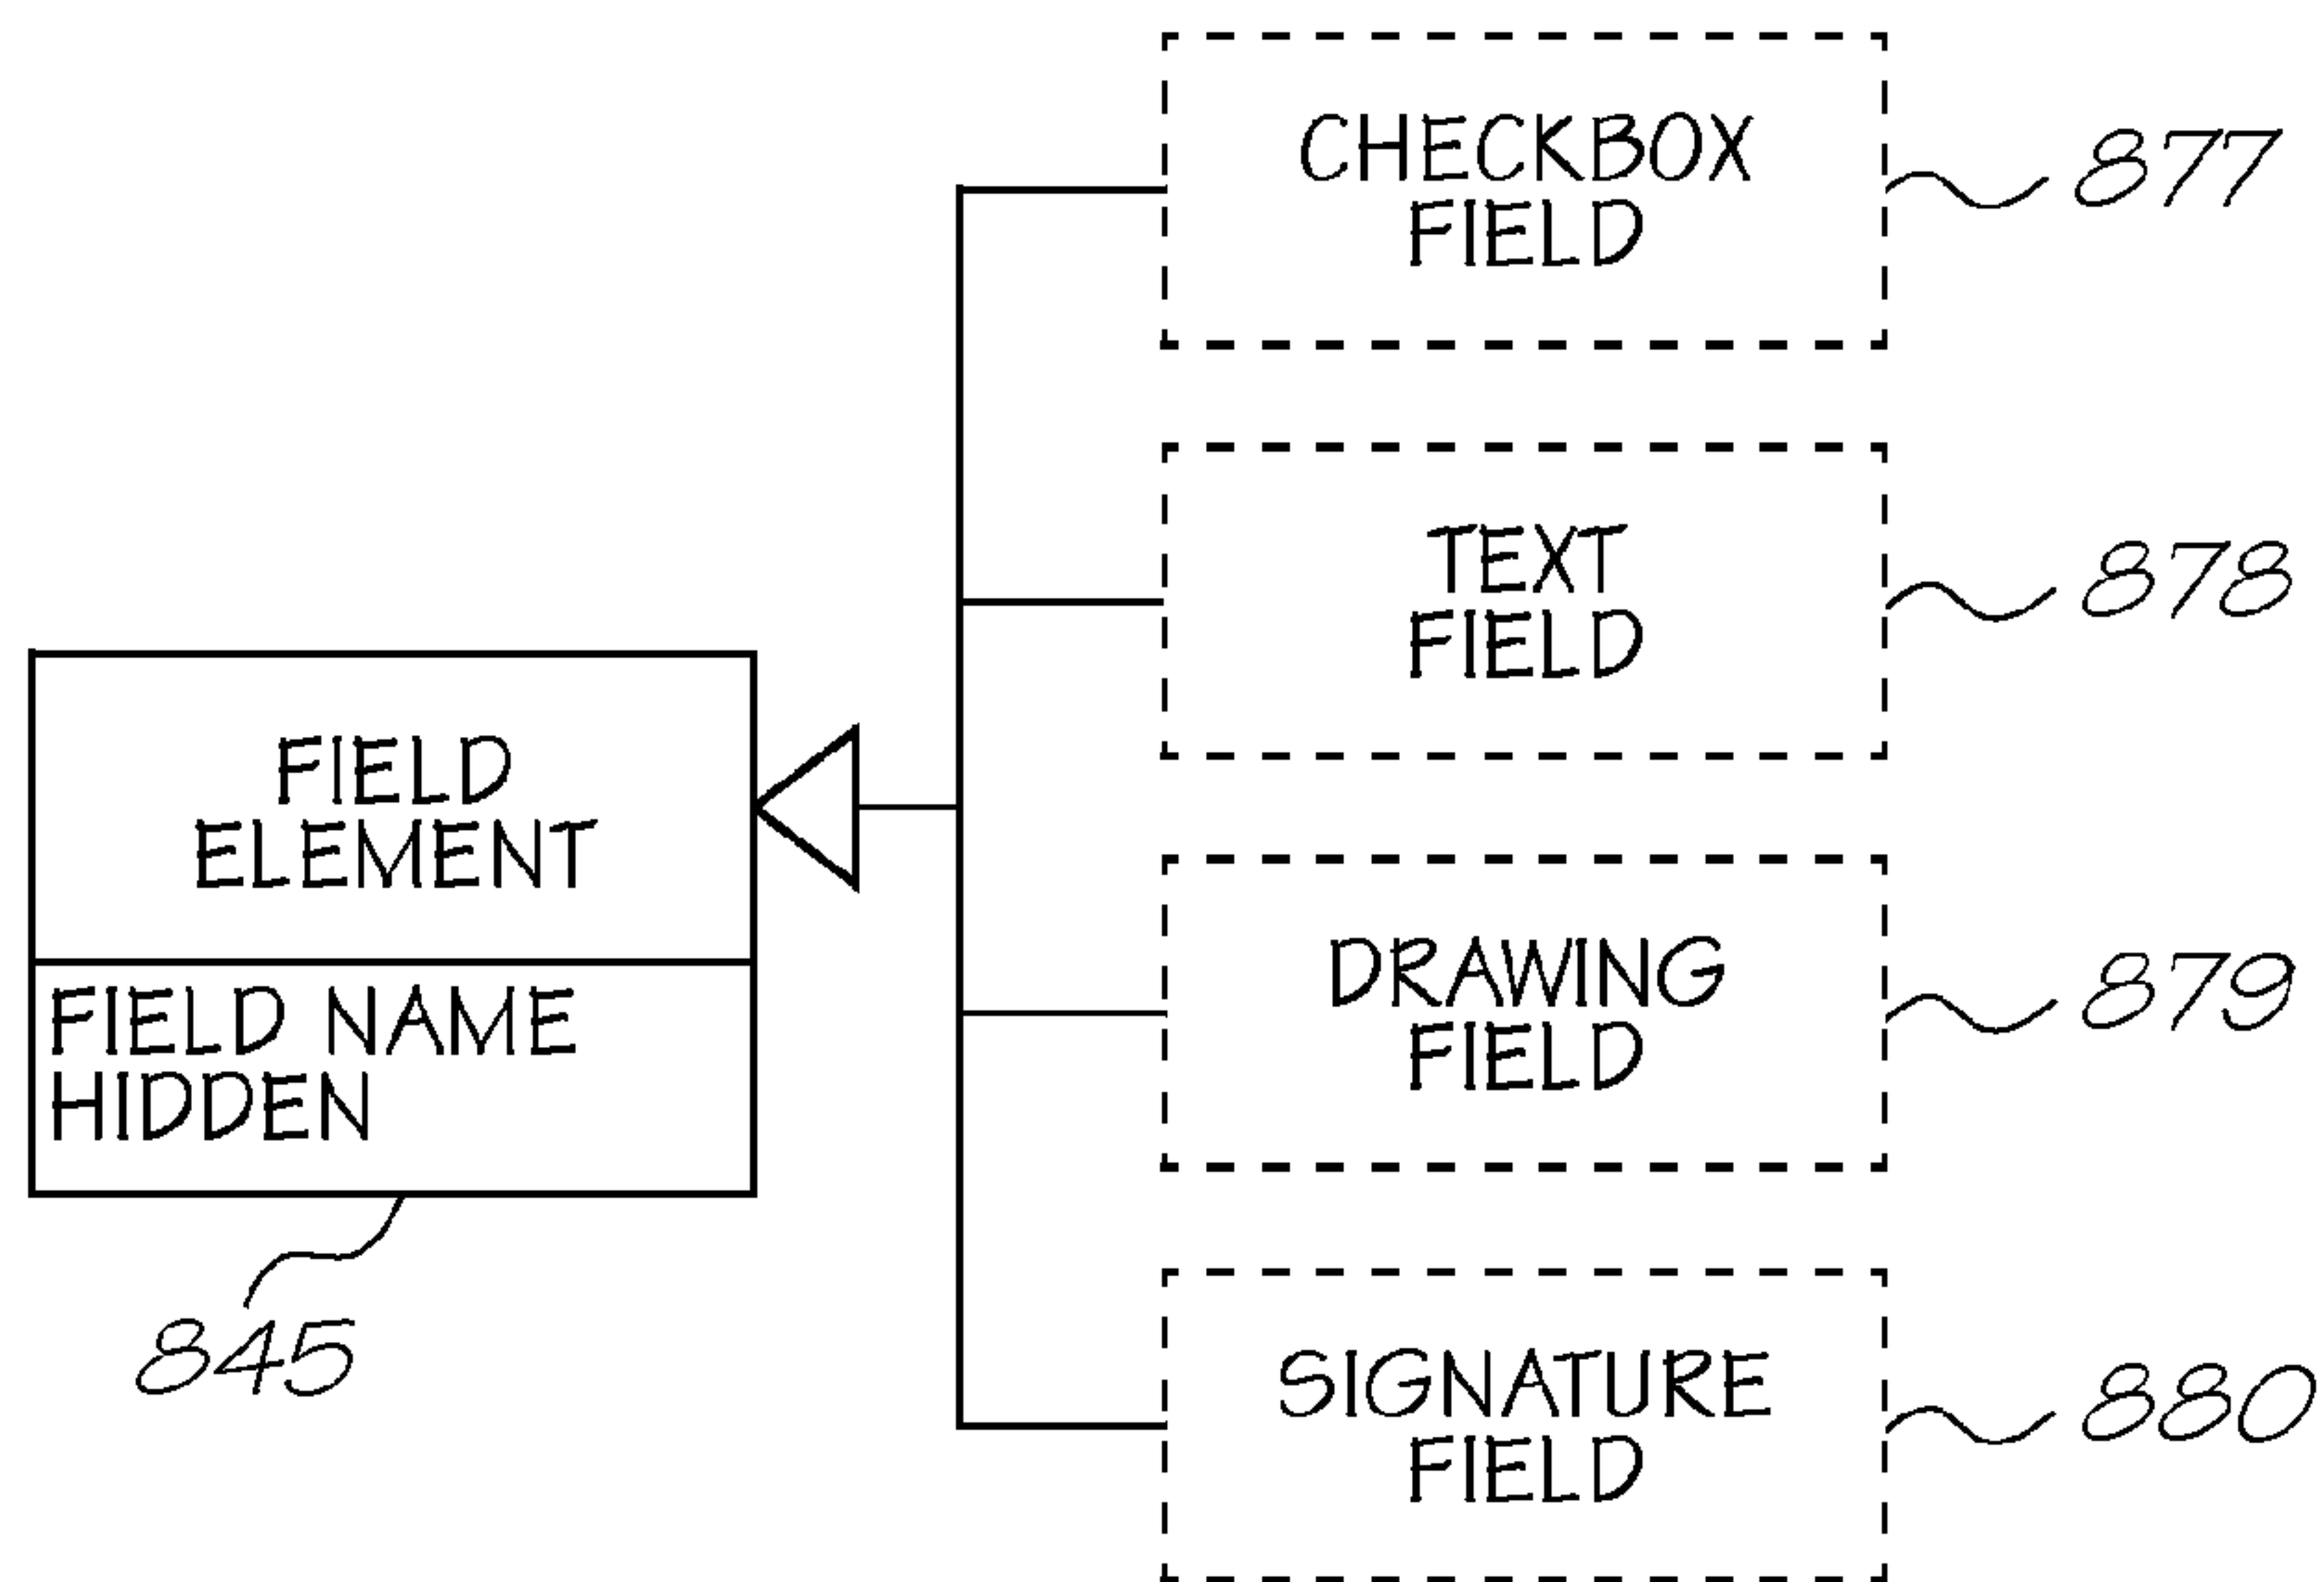 CHECKBOX
FIELD
877
TEXT
FIELD
878
FIELD
ELEMENT
FIELD NAME
HIDDEN
845
DRAWING
FIELD
879
SIGNATURE
FIELD
880